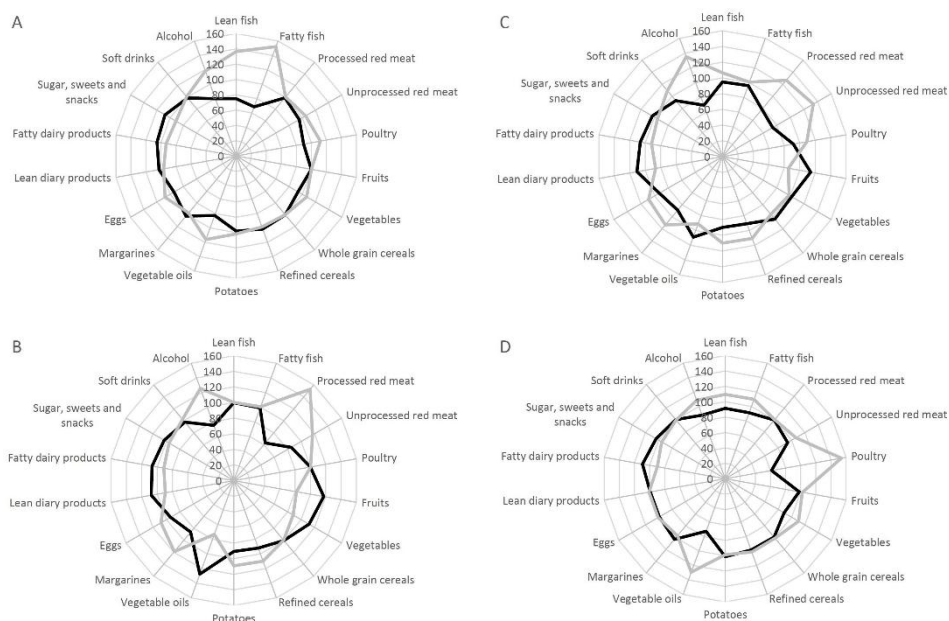 A
Lean fish
Fatty fish
Processed red meat
Unprocessed red meat
Poultry
Fruits
Vegetables
Whole grain cereals
Refined cereals
Potatoes
Vegetable oils
Margarines
Eggs
Lean diary products
Fatty dairy products
Sugar, sweets and
snacks
Soft drinks
Alcohol
160
140
120
100
80
60
40
20
0
C
Lean fish
Fatty fish
Processed red meat
Unprocessed red meat
Poultry
Fruits
Vegetables
Whole grain cereals
Refined cereals
Potatoes
Vegetable oils
Margarines
Eggs
Lean diary products
Fatty dairy products
Sugar, sweets and
snacks
Soft drinks
Alcohol
160
140
120
100
80
60
40
20
0
B
Lean fish
Fatty fish
Processed red meat
Unprocessed red meat
Poultry
Fruits
Vegetables
Whole grain cereals
Refined cereals
Potatoes
Vegetable oils
Margarines
Eggs
Lean diary products
Fatty dairy products
Sugar, sweets and
snacks
Soft drinks
Alcohol
160
140
120
100
80
60
40
20
0
D
Lean fish
Fatty fish
Processed red meat
Unprocessed red meat
Poultry
Fruits
Vegetables
Whole grain cereals
Refined cereals
Potatoes
Vegetable oils
Margarines
Eggs
Lean diary products
Fatty dairy products
Sugar, sweets and
snacks
Soft drinks
Alcohol
160
140
120
100
80
60
40
20
0